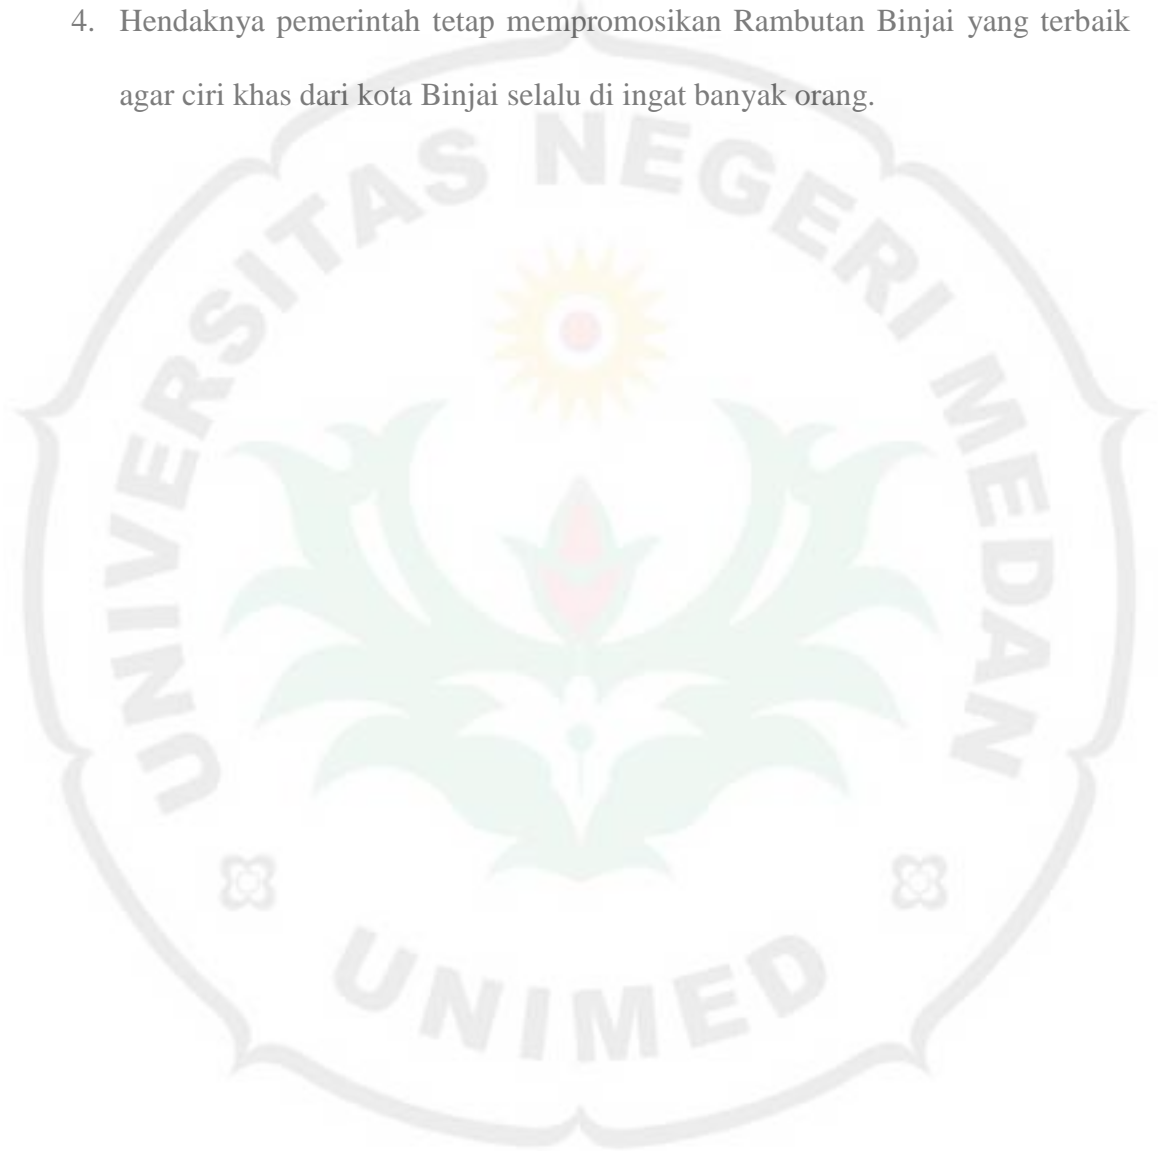 4. Hendaknya pemerintah tetap mempromosikan Rambutan Binjai yang terbaik
agar ciri khas dari kota Binjai selalu di ingat banyak orang.
UNIVERSITAS NEGERI MEDAN
UNIMED